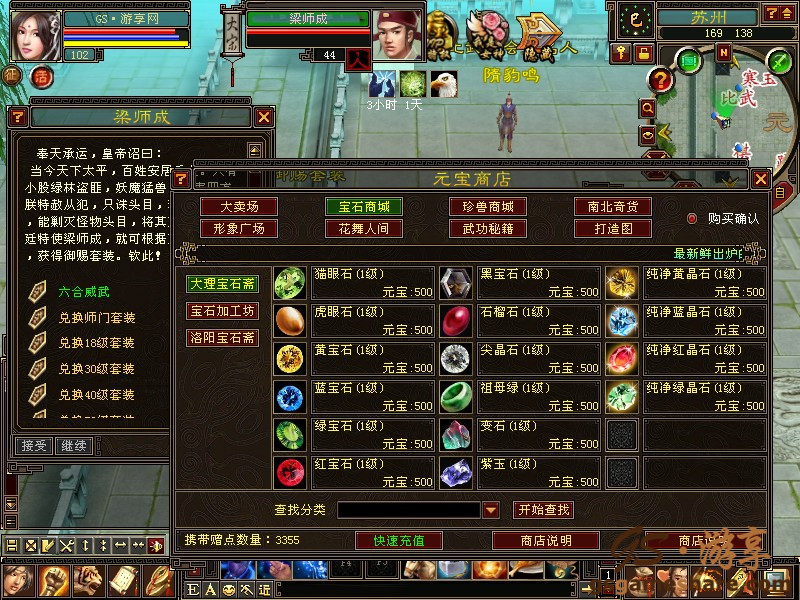 GS·游享网
102
大宋
梁师成
44
3小时 1天
隋豹鸣
苏州
169 138
N
寒玉
比武
元
梁师成
奉天承运，皇帝诏曰：
当今天下太平，百姓安居
小股绿林盗匪，妖魔猛兽
朕特赦从犯，只诛头目，
，能剿灭怪物头目，将其
廷特使梁师成，就可根据
，获得御赐套装。钦此！
六合威武
兑换师门套装
兑换18级套装
兑换30级套装
兑换40级套装
接受
继续
元宝商店
大卖场
宝石商城
珍兽商城
南北奇货
形象广场
花舞人间
武功秘籍
打造图
购买确认
最新鲜出炉
大理宝石斋
宝石加工坊
洛阳宝石斋
猫眼石(1级)
元宝:500
黑宝石(1级)
元宝:500
纯净黄晶石(1级)
元宝:500
虎眼石(1级)
元宝:500
石榴石(1级)
元宝:500
纯净蓝晶石(1级)
元宝:500
黄宝石(1级)
元宝:500
尖晶石(1级)
元宝:500
纯净红晶石(1级)
元宝:500
蓝宝石(1级)
元宝:500
祖母绿(1级)
元宝:500
纯净绿晶石(1级)
元宝:500
绿宝石(1级)
元宝:500
变石(1级)
元宝:500
红宝石(1级)
元宝:500
紫玉(1级)
元宝:500
查找分类
开始查找
携带赠点数量：3355
快速充值
商店说明
商店说明
GS·游享
E A 近
1